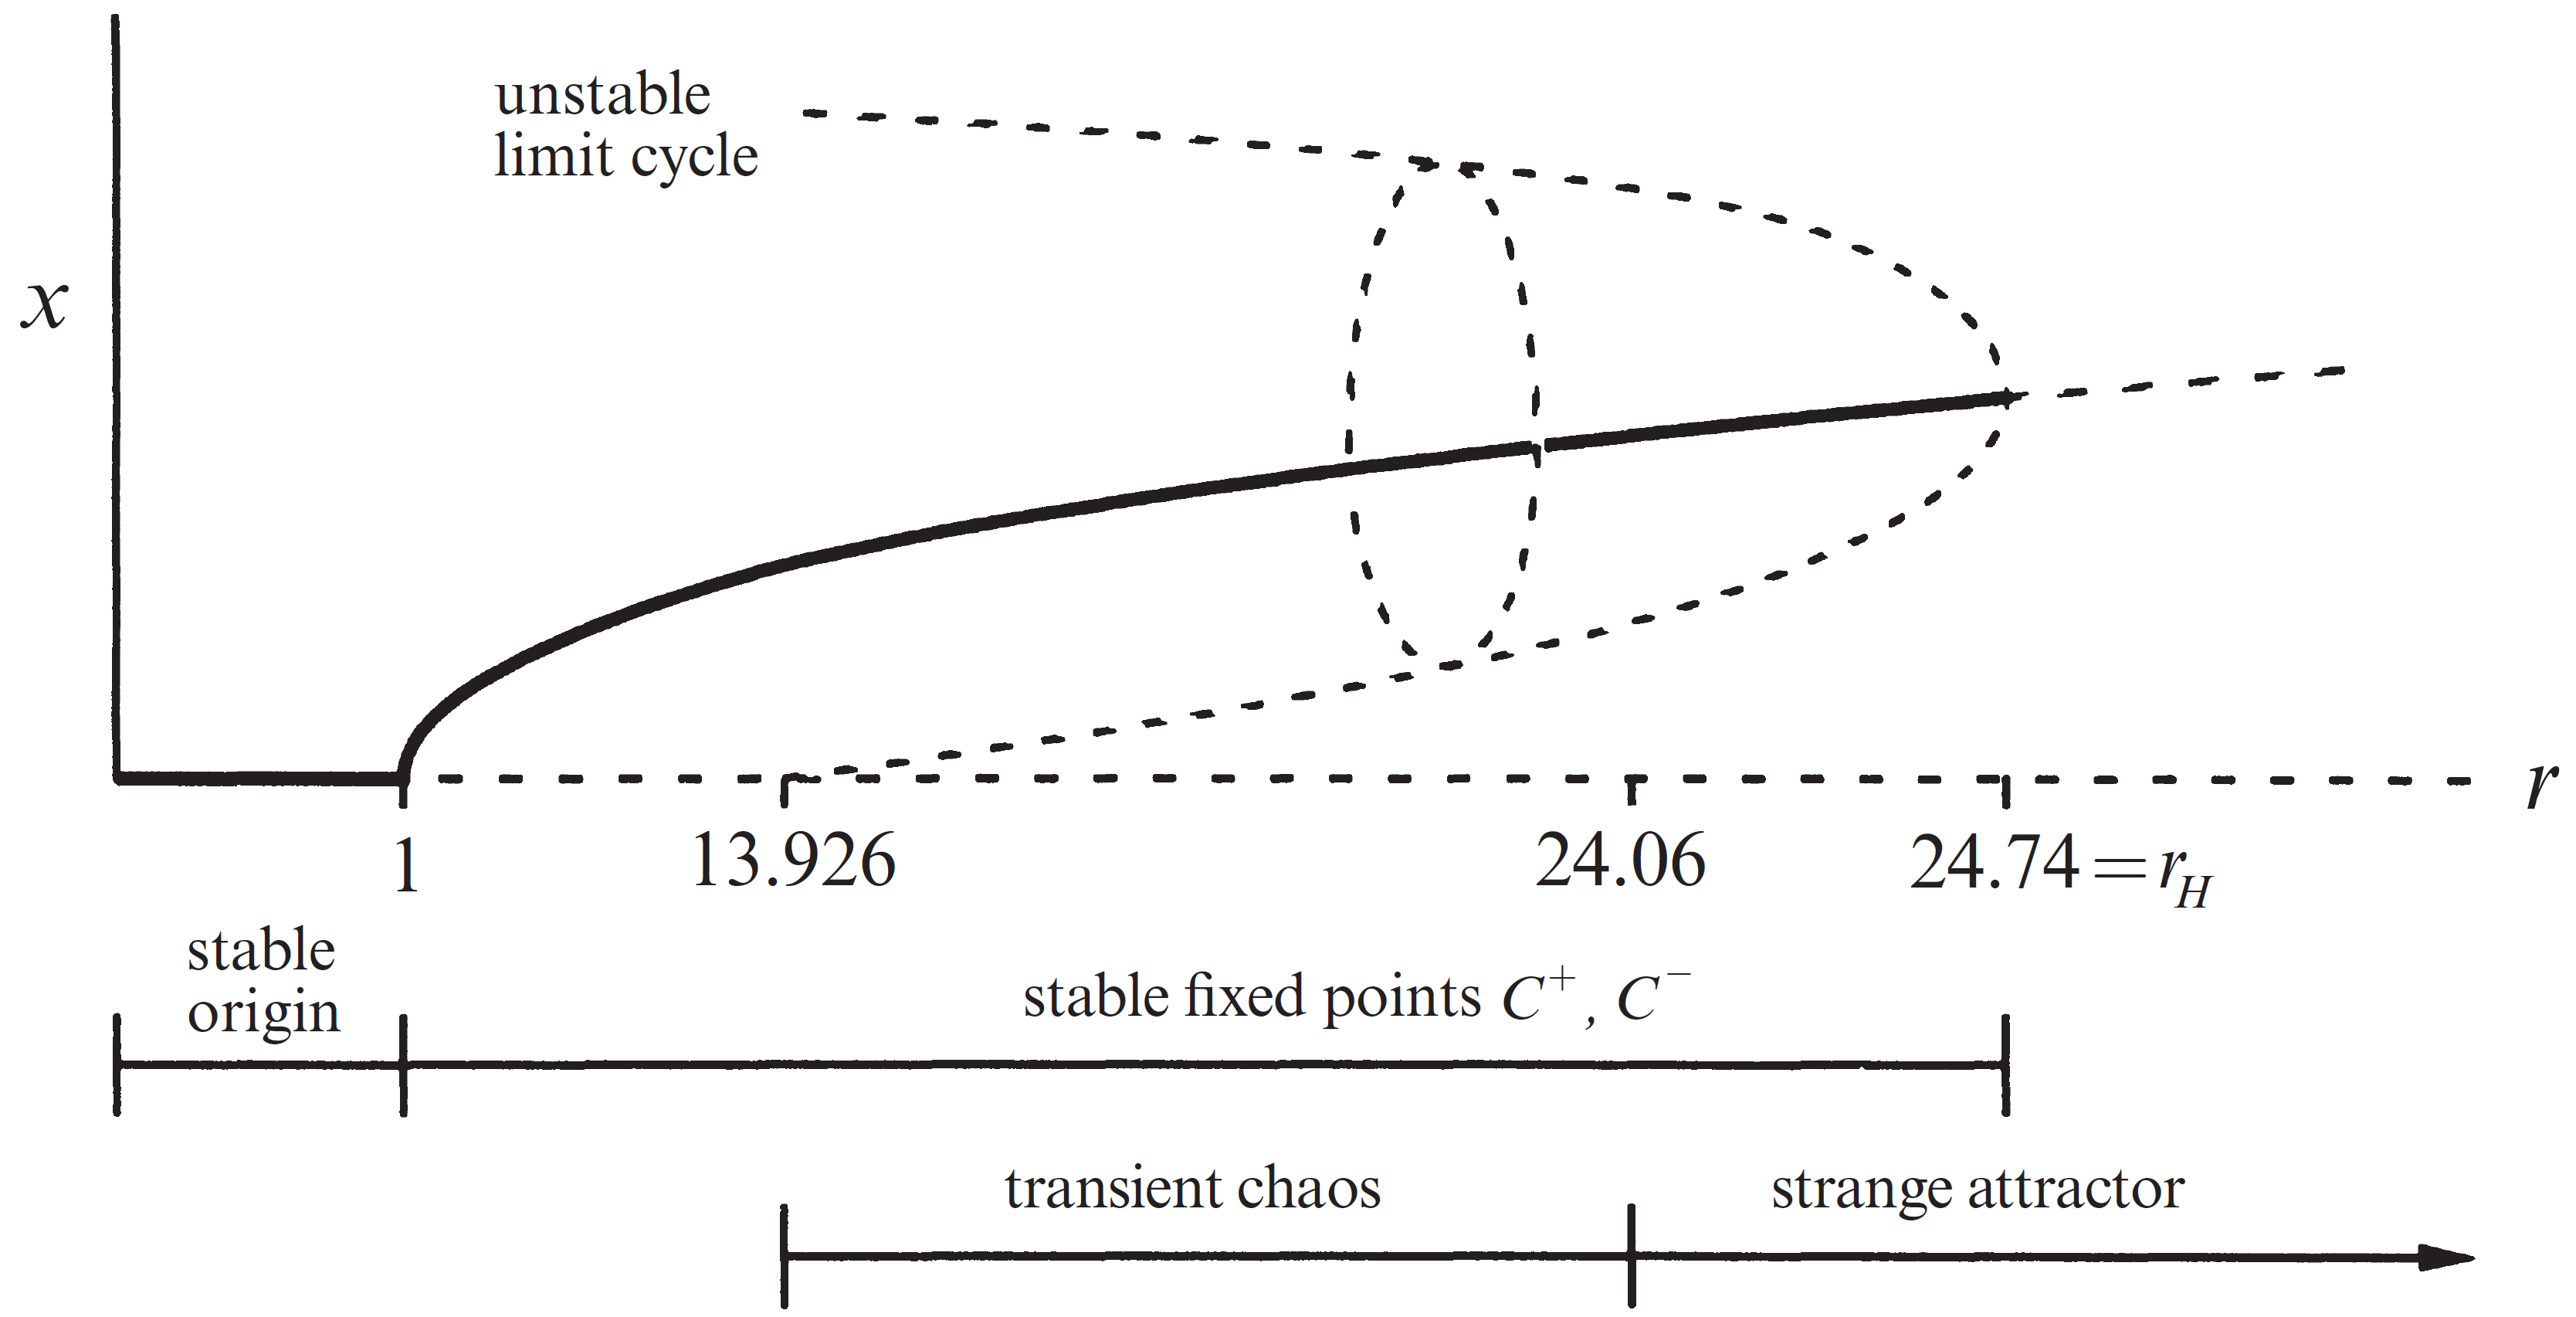 unstable
limit cycle
x
r
1
13.926
24.06
24.74 = r_H
stable
origin
stable fixed points C⁺, C⁻
transient chaos
strange attractor